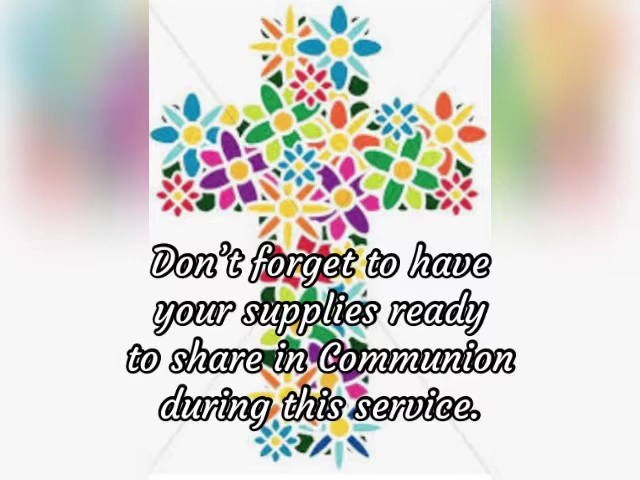 Don't forget to have
your supplies ready
to share in Communion
during this service.